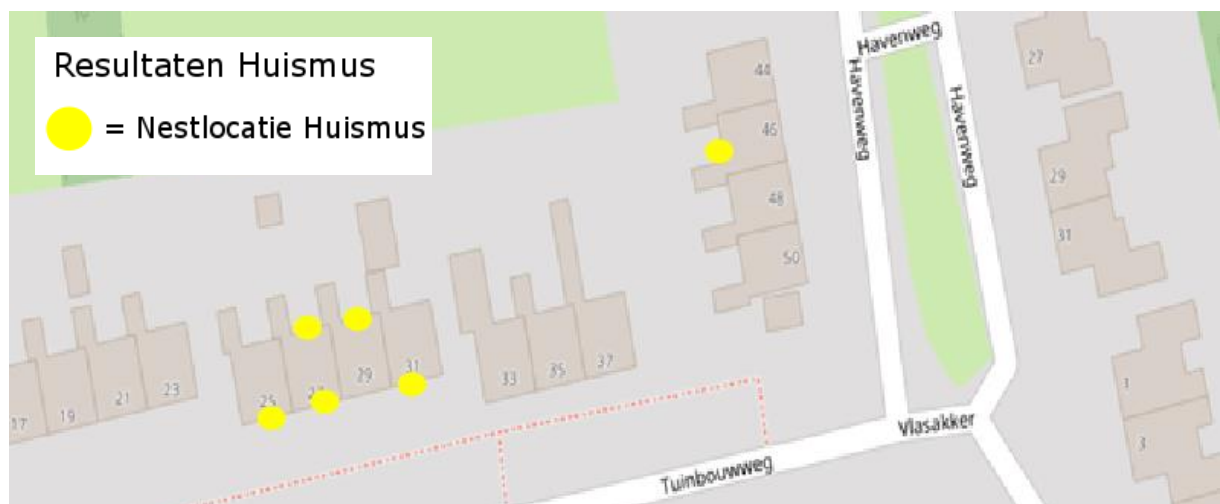 Resultaten Huismus
= Nestlocatie Huismus
44
46
48
50
Havenweg
Havenweg
Havenweg
27
29
31
1
3
17
19
21
23
25
29
31
33
35
37
Vlasakker
Tuinbouwweg